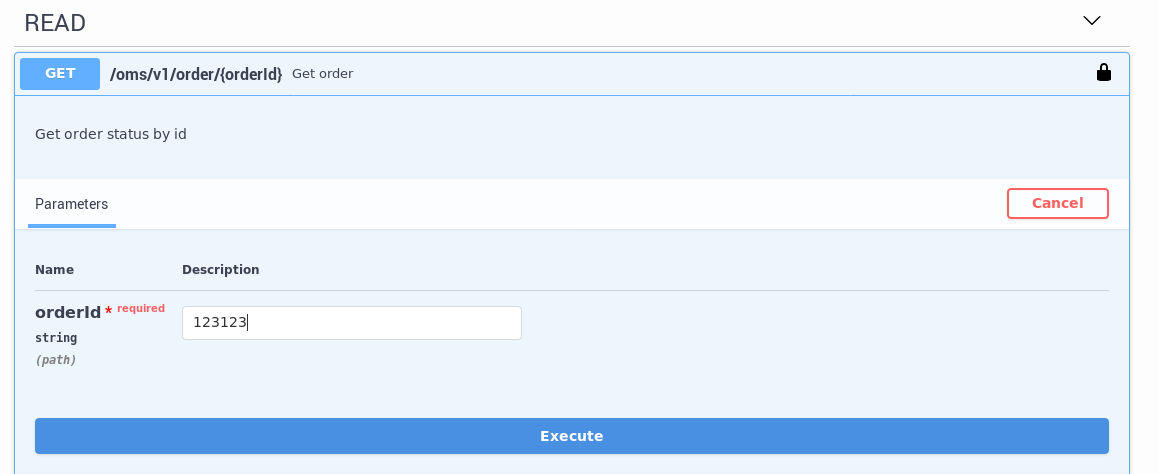 READ
GET /oms/v1/order/{orderId} Get order
Get order status by id
Parameters Cancel
Name Description
orderId * required 123123
string
(path)
Execute